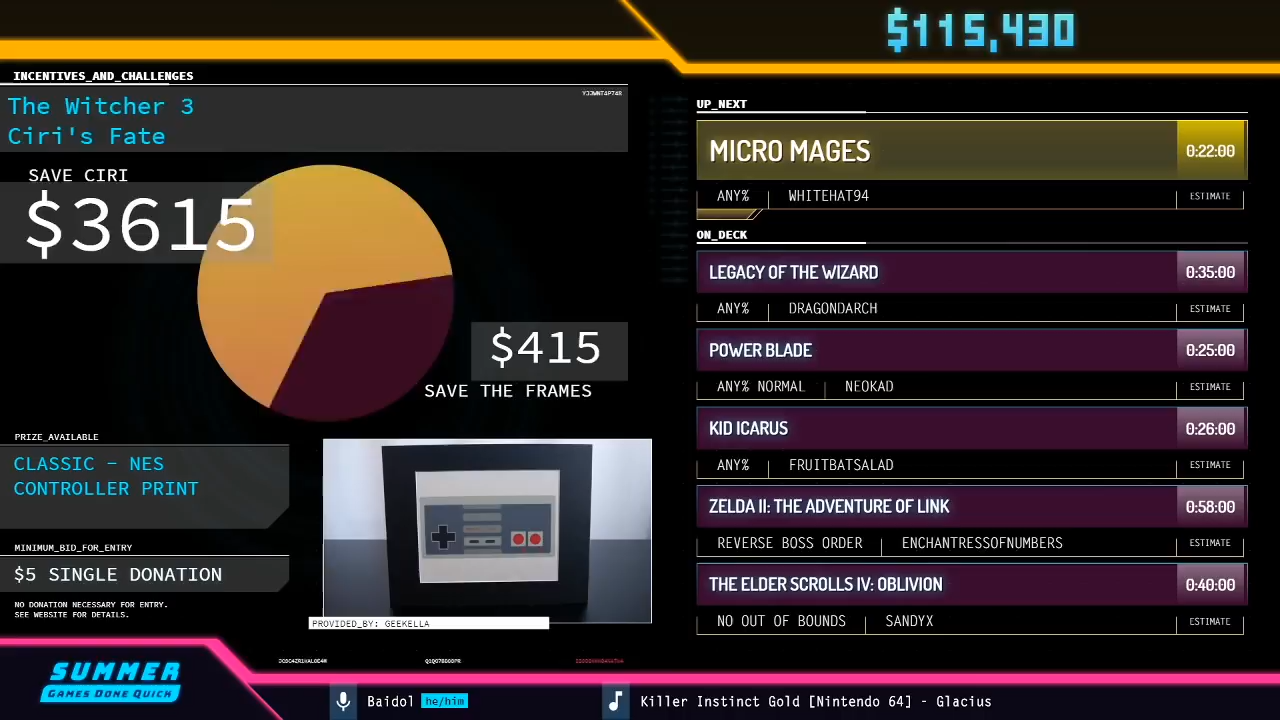 $115,430
INCENTIVES_AND_CHALLENGES
The Witcher 3
Ciri's Fate
SAVE CIRI
$3615
$415
SAVE THE FRAMES
PRIZE_AVAILABLE
CLASSIC – NES
CONTROLLER PRINT
MINIMUM_BID_FOR_ENTRY
$5 SINGLE DONATION
NO DONATION NECESSARY FOR ENTRY.
SEE WEBSITE FOR DETAILS.
PROVIDED_BY: GEEKELLA
UP_NEXT
MICRO MAGES 0:22:00
ANY% WHITEHAT94 ESTIMATE
ON_DECK
LEGACY OF THE WIZARD 0:35:00
ANY% DRAGONDARCH ESTIMATE
POWER BLADE 0:25:00
ANY% NORMAL NEOKAD ESTIMATE
KID ICARUS 0:26:00
ANY% FRUITBATSALAD ESTIMATE
ZELDA II: THE ADVENTURE OF LINK 0:58:00
REVERSE BOSS ORDER ENCHANTRESSOFNUMBERS ESTIMATE
THE ELDER SCROLLS IV: OBLIVION 0:40:00
NO OUT OF BOUNDS SANDYX ESTIMATE
SUMMER
GAMES DONE QUICK
Baidol he/him
Killer Instinct Gold [Nintendo 64] - Glacius